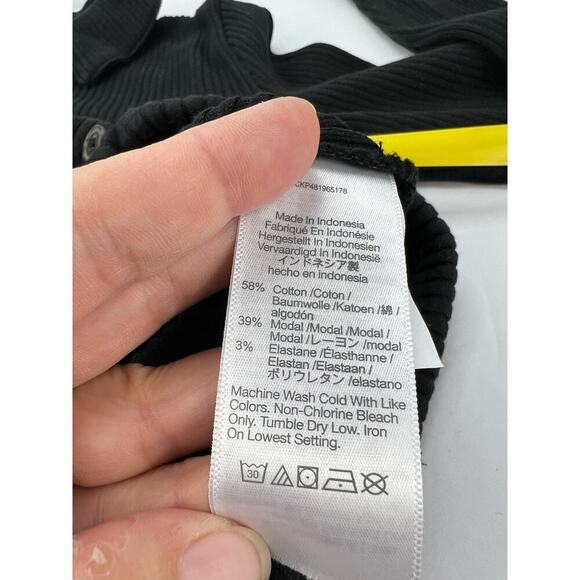 CKP481965178
Made In Indonesia
Fabriqué En Indonésie
Hergestellt In Indonesien
Vervaardigd In Indonesië
インドネシア製
hecho en indonesia
58% Cotton /Coton /
Baumwolle /Katoen /綿 /
algodón
39% Modal /Modal /Modal /
Modal /レーヨン /modal
3% Elastane /Élasthanne /
Elastan /Elastaan /
ポリウレタン /elastano
Machine Wash Cold With Like
Colors. Non-Chlorine Bleach
Only. Tumble Dry Low. Iron
On Lowest Setting.
30